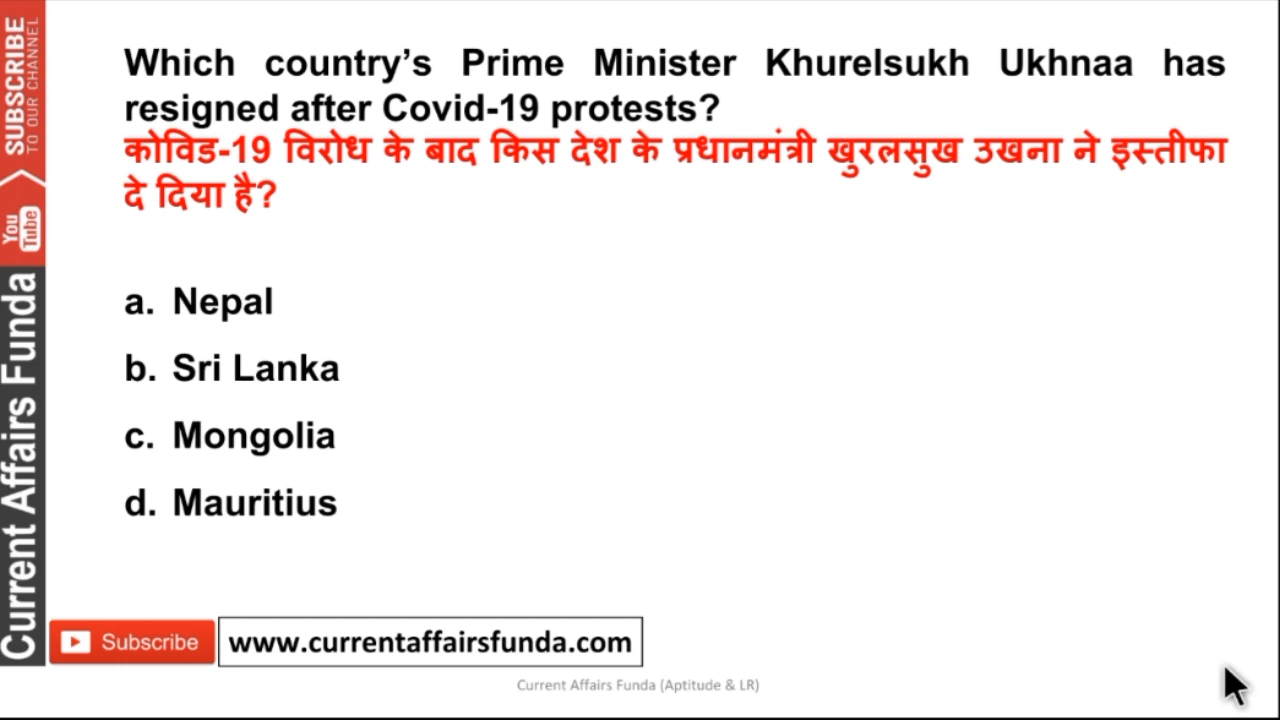 Which country’s Prime Minister Khurelsukh Ukhnaa has
resigned after Covid-19 protests?
कोविड-19 विरोध के बाद किस देश के प्रधानमंत्री खुरलसुख उखना ने इस्तीफा
दे दिया है?
a. Nepal
b. Sri Lanka
c. Mongolia
d. Mauritius
SUBSCRIBE
TO OUR CHANNEL
You
Tube
Current Affairs Funda
Subscribe
www.currentaffairsfunda.com
Current Affairs Funda (Aptitude & LR)